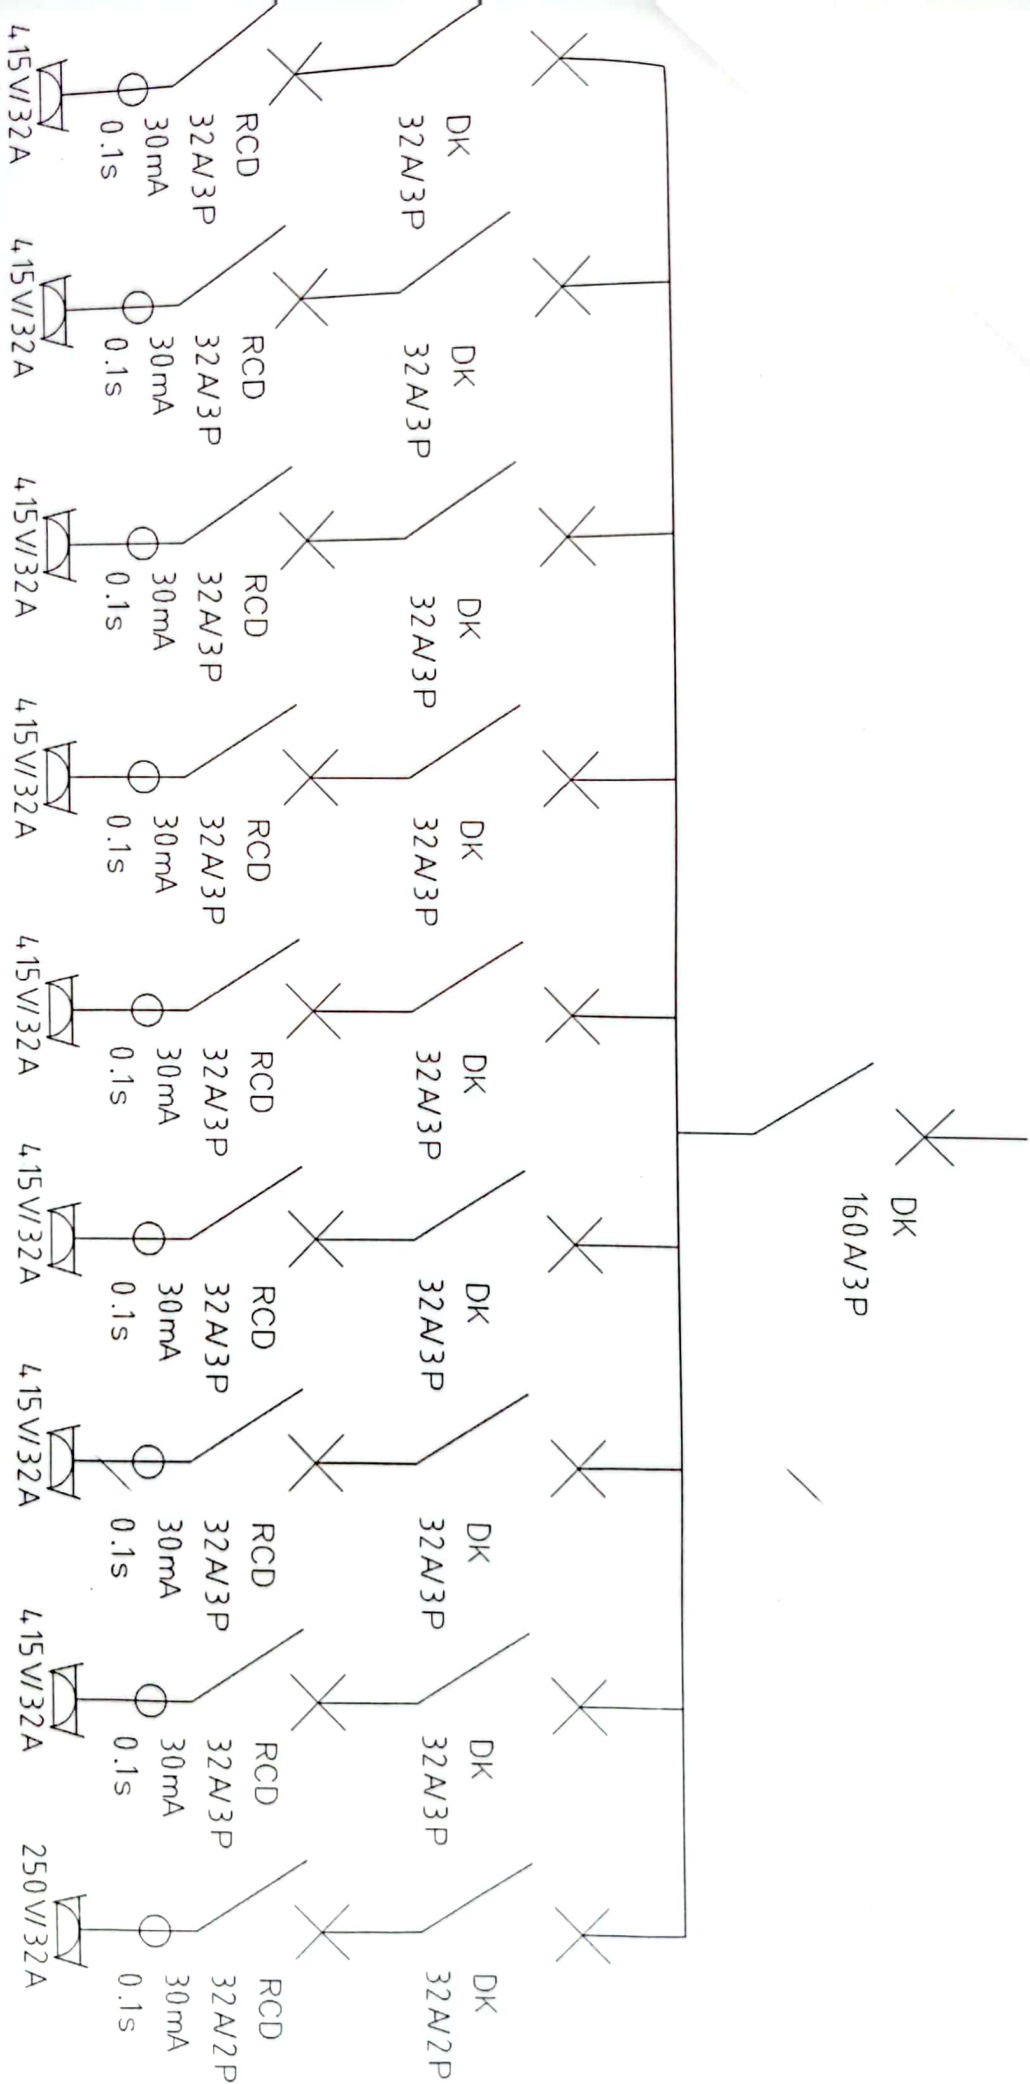 DK
160A/3P
DK
32A/3P
DK
32A/3P
DK
32A/3P
DK
32A/3P
DK
32A/3P
DK
32A/3P
DK
32A/3P
DK
32A/3P
DK
32A/2P
RCD
32A/3P
30mA
0.1s
RCD
32A/3P
30mA
0.1s
RCD
32A/3P
30mA
0.1s
RCD
32A/3P
30mA
0.1s
RCD
32A/3P
30mA
0.1s
RCD
32A/3P
30mA
0.1s
RCD
32A/3P
30mA
0.1s
RCD
32A/3P
30mA
0.1s
RCD
32A/2P
30mA
0.1s
415V/32A
415V/32A
415V/32A
415V/32A
415V/32A
415V/32A
415V/32A
415V/32A
250V/32A